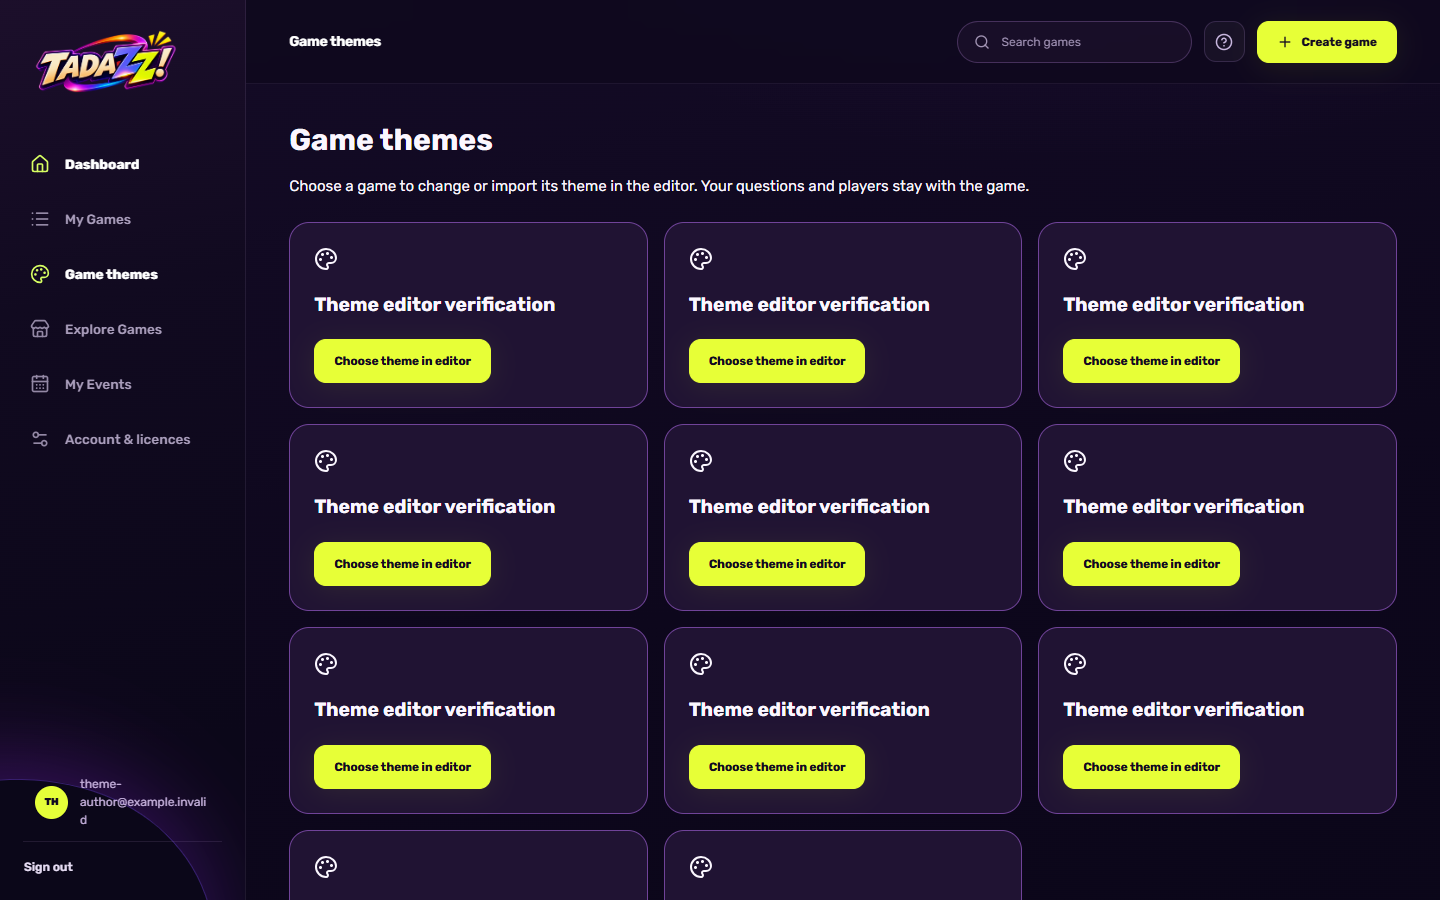 TADAZZ!
Game themes
Search games
Create game
Dashboard
My Games
Game themes
Explore Games
My Events
Account & licences
theme-
author@example.invali
d
TH
Sign out
Game themes
Choose a game to change or import its theme in the editor. Your questions and players stay with the game.
Theme editor verification
Choose theme in editor
Theme editor verification
Choose theme in editor
Theme editor verification
Choose theme in editor
Theme editor verification
Choose theme in editor
Theme editor verification
Choose theme in editor
Theme editor verification
Choose theme in editor
Theme editor verification
Choose theme in editor
Theme editor verification
Choose theme in editor
Theme editor verification
Choose theme in editor